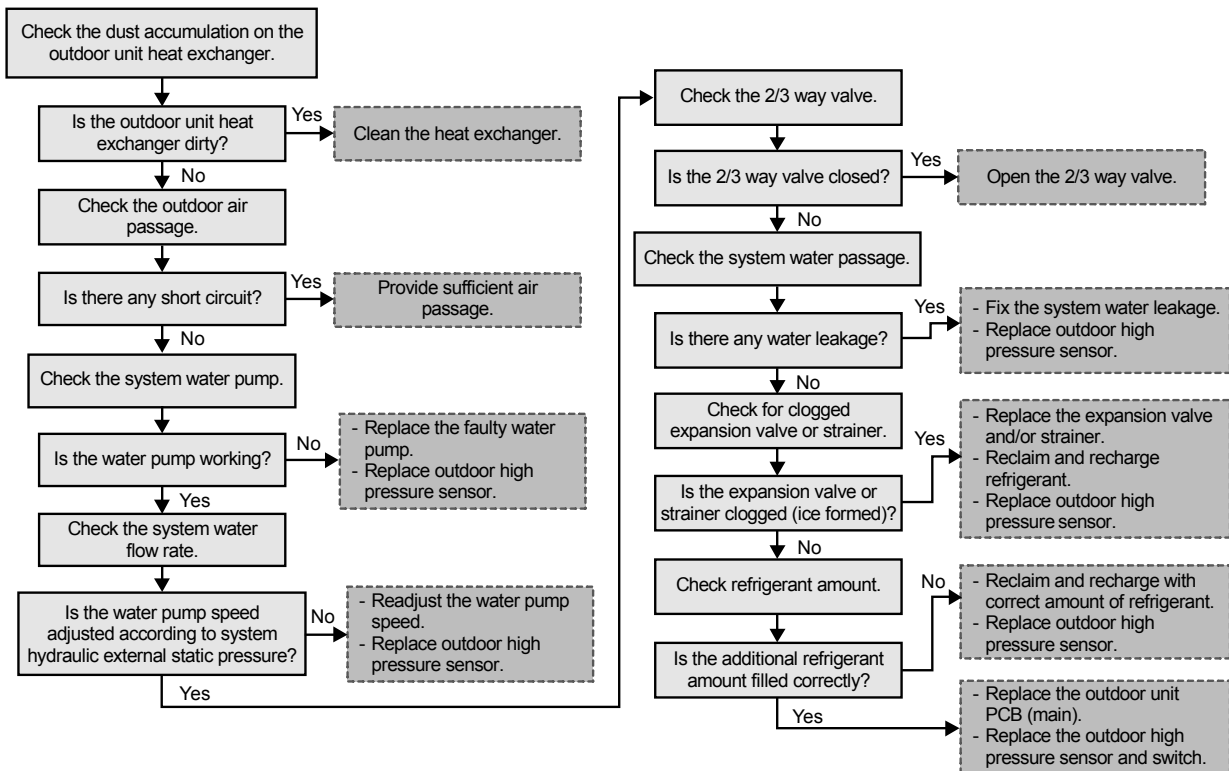 Check the dust accumulation on the
outdoor unit heat exchanger.
Is the outdoor unit heat
exchanger dirty?
Yes
Clean the heat exchanger.
No
Check the outdoor air
passage.
Is there any short circuit?
Yes
Provide sufficient air
passage.
No
Check the system water pump.
Is the water pump working?
No
- Replace the faulty water
pump.
- Replace outdoor high
pressure sensor.
Yes
Check the system water
flow rate.
Is the water pump speed
adjusted according to system
hydraulic external static pressure?
No
- Readjust the water pump
speed.
- Replace outdoor high
pressure sensor.
Yes
Check the 2/3 way valve.
Is the 2/3 way valve closed?
Yes
Open the 2/3 way valve.
No
Check the system water passage.
Is there any water leakage?
Yes
- Fix the system water leakage.
- Replace outdoor high
pressure sensor.
No
Check for clogged
expansion valve or strainer.
Is the expansion valve or
strainer clogged (ice formed)?
Yes
- Replace the expansion valve
and/or strainer.
- Reclaim and recharge
refrigerant.
- Replace outdoor high
pressure sensor.
No
Check refrigerant amount.
Is the additional refrigerant
amount filled correctly?
No
- Reclaim and recharge with
correct amount of refrigerant.
- Replace outdoor high
pressure sensor.
Yes
- Replace the outdoor unit
PCB (main).
- Replace the outdoor high
pressure sensor and switch.